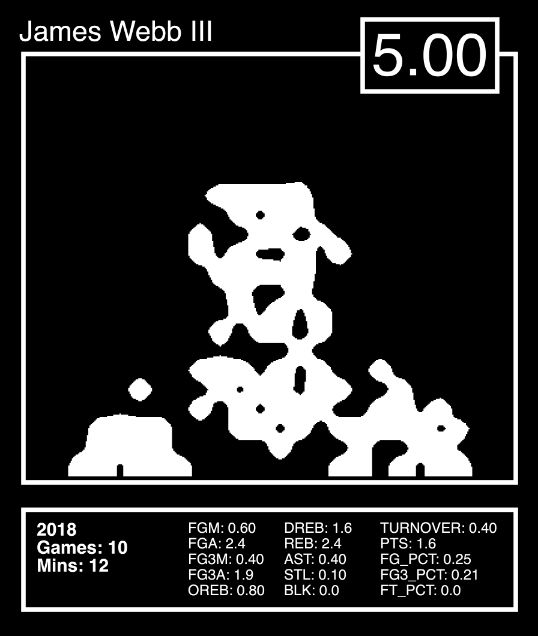 James Webb III
5.00
2018
Games: 10
Mins: 12
FGM: 0.60
FGA: 2.4
FG3M: 0.40
FG3A: 1.9
OREB: 0.80
DREB: 1.6
REB: 2.4
AST: 0.40
STL: 0.10
BLK: 0.0
TURNOVER: 0.40
PTS: 1.6
FG_PCT: 0.25
FG3_PCT: 0.21
FT_PCT: 0.0